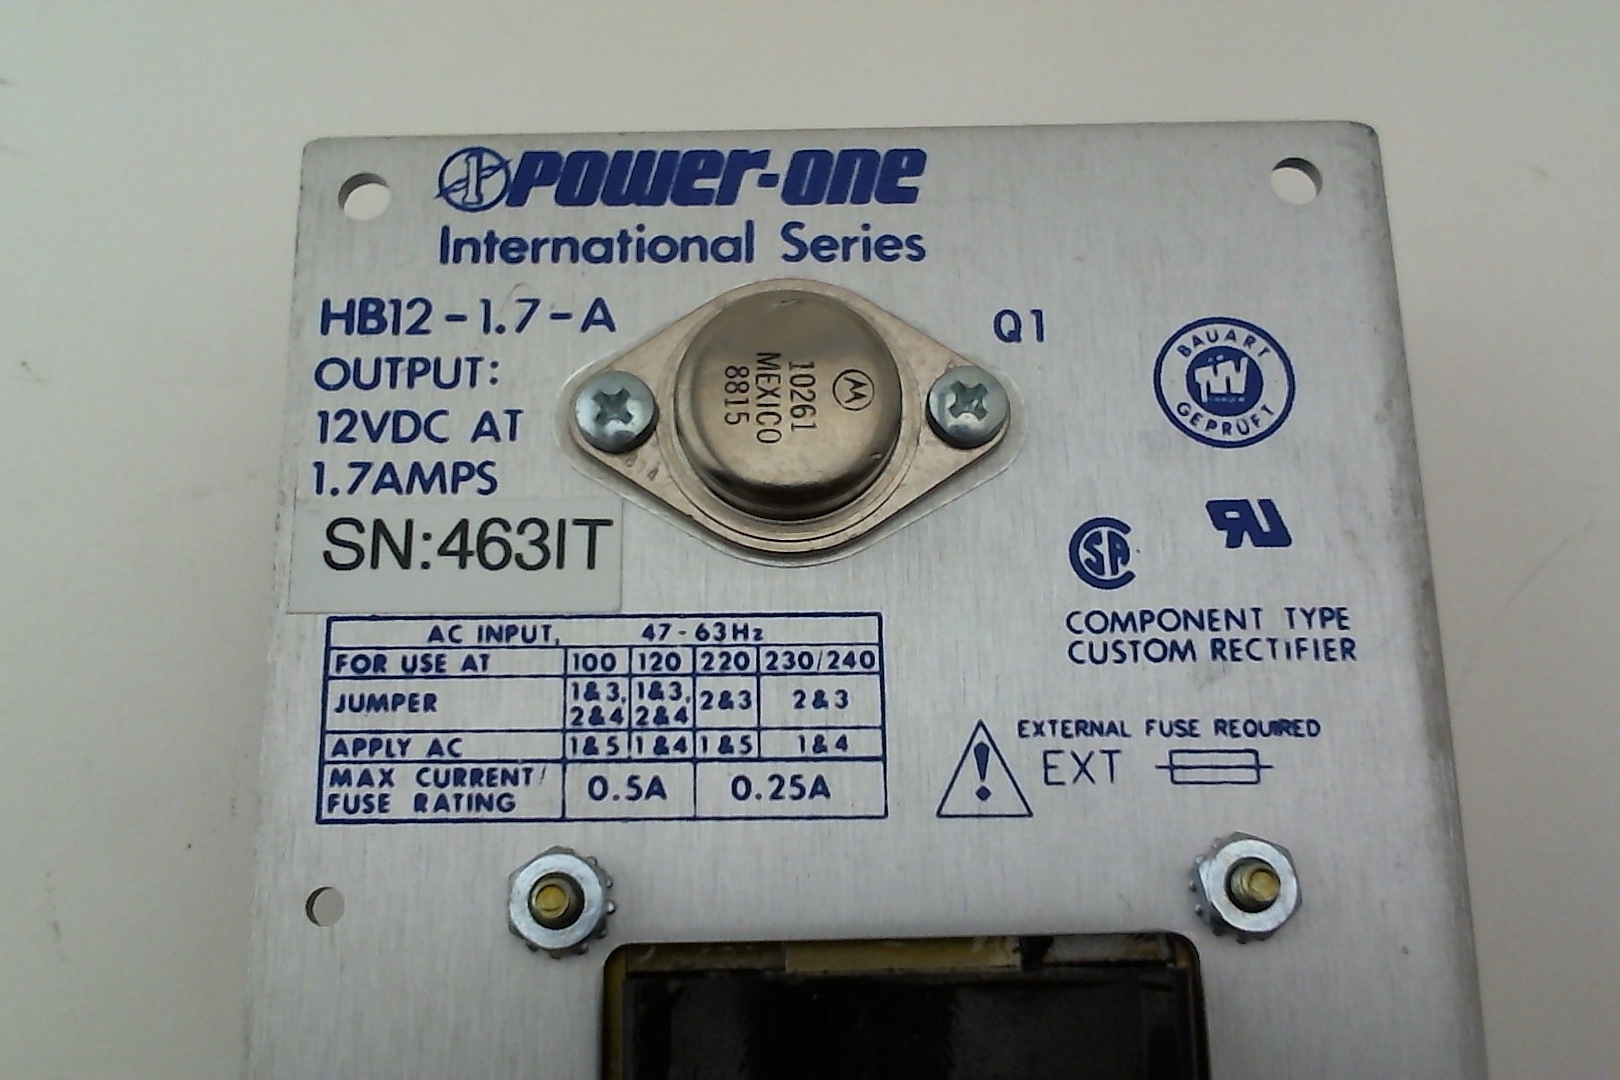 POWER-ONE
International Series
HB12-1.7-A
OUTPUT:
12VDC AT
1.7AMPS
SN:463IT
10261
MEXICO
8815
Q1
BAUART
GEPRÜFT
COMPONENT TYPE
CUSTOM RECTIFIER
AC INPUT, 47-63Hz
FOR USE AT 100 120 220 230/240
JUMPER 1&3, 2&4 1&3, 2&4 2&3 2&3
APPLY AC 1&5 1&4 1&5 1&4
MAX CURRENT/ FUSE RATING 0.5A 0.25A
EXTERNAL FUSE REQUIRED
EXT